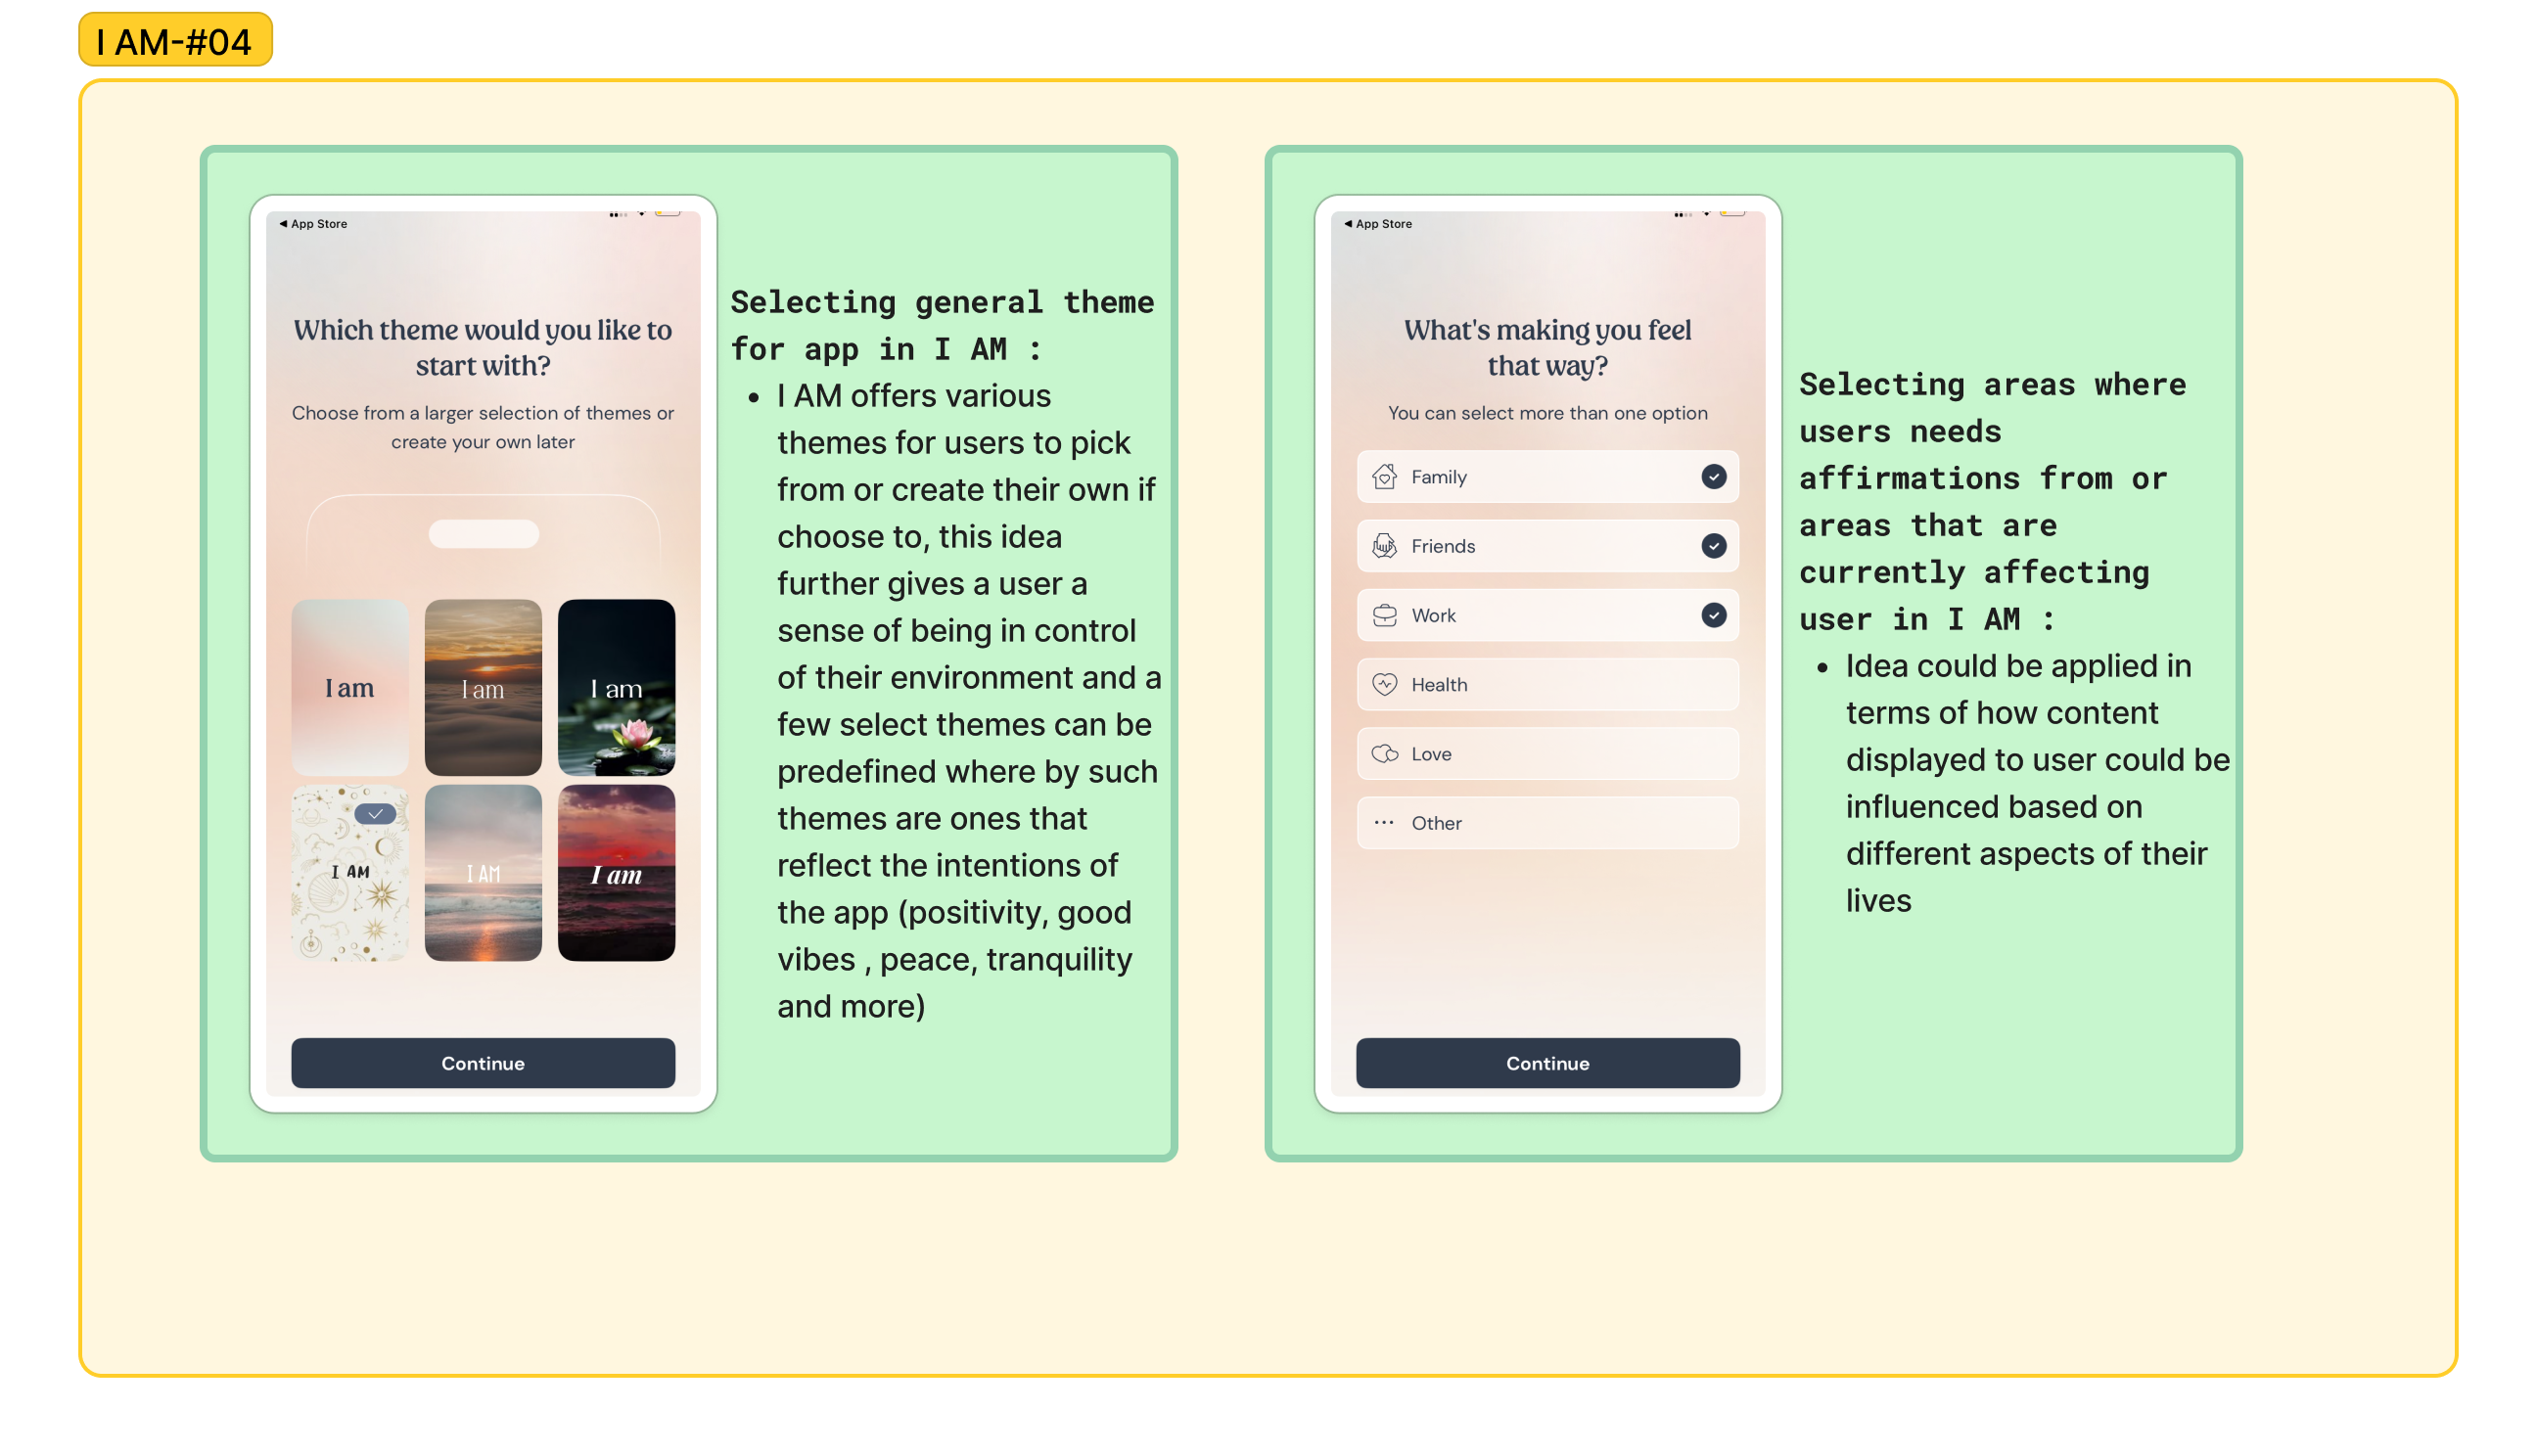 I AM-#04
◀ App Store
Which theme would you like to
start with?
Choose from a larger selection of themes or
create your own later
I am
I am
I am
I AM
I AM
I am
Continue
Selecting general theme
for app in I AM :
• I AM offers various
themes for users to pick
from or create their own if
choose to, this idea
further gives a user a
sense of being in control
of their environment and a
few select themes can be
predefined where by such
themes are ones that
reflect the intentions of
the app (positivity, good
vibes , peace, tranquility
and more)
◀ App Store
What's making you feel
that way?
You can select more than one option
Family
Friends
Work
Health
Love
Other
Continue
Selecting areas where
users needs
affirmations from or
areas that are
currently affecting
user in I AM :
• Idea could be applied in
terms of how content
displayed to user could be
influenced based on
different aspects of their
lives